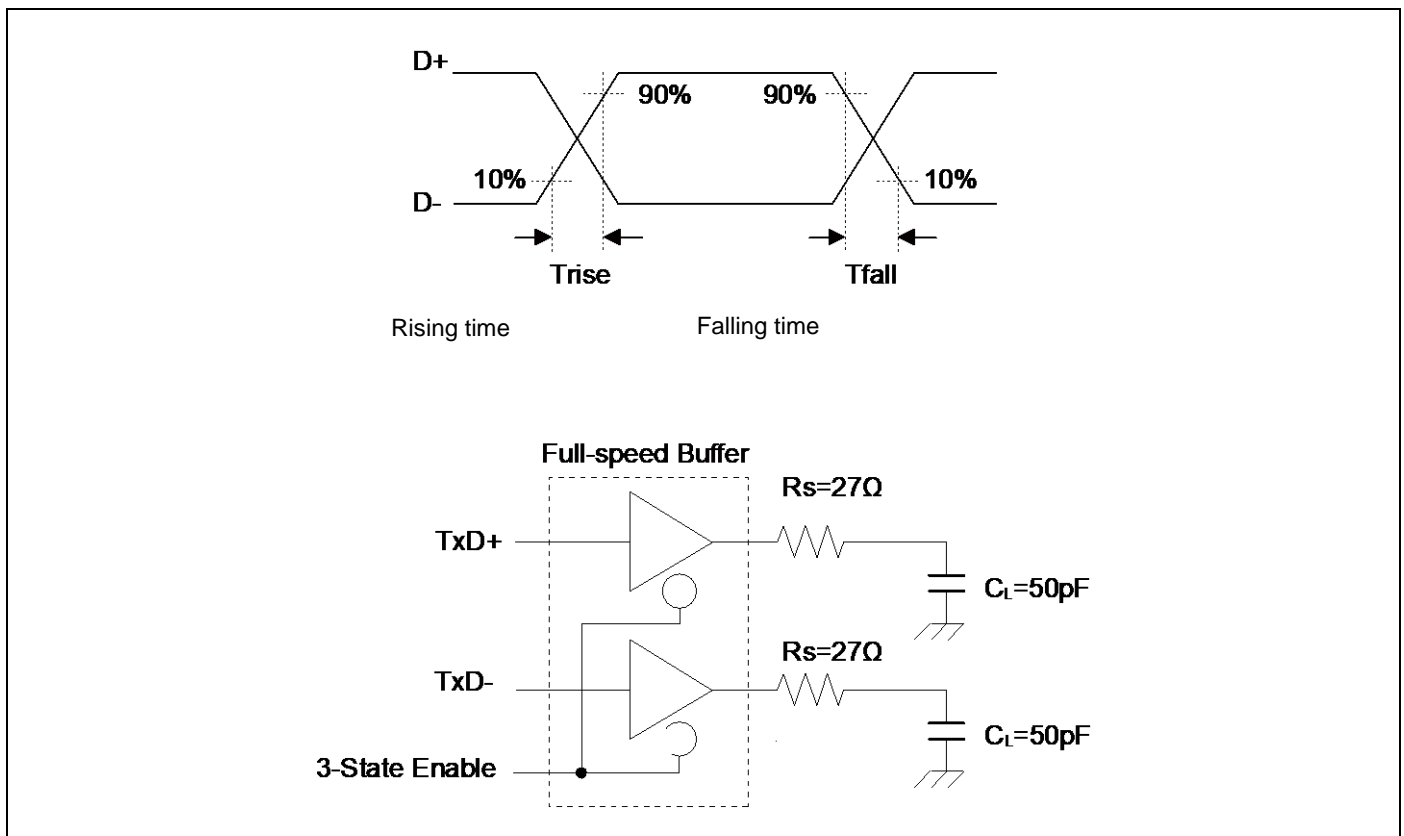 D+
90% 90%
10% 10%
D-
Trise Tfall
Rising time Falling time
Full-speed Buffer
Rs=27Ω
TxD+
CL=50pF
Rs=27Ω
TxD-
CL=50pF
3-State Enable